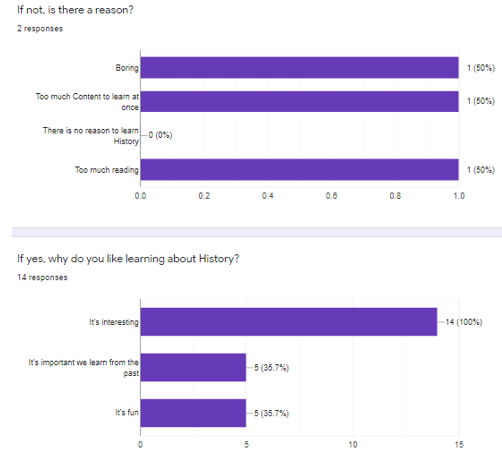 If not, is there a reason?
2 responses
Boring
1 (50%)
Too much Content to learn at
once
1 (50%)
There is no reason to learn
History
0 (0%)
Too much reading
1 (50%)
0.0 0.2 0.4 0.6 0.8 1.0
If yes, why do you like learning about History?
14 responses
It's interesting
14 (100%)
It's important we learn from the
past
5 (35.7%)
It's fun
5 (35.7%)
0 5 10 15